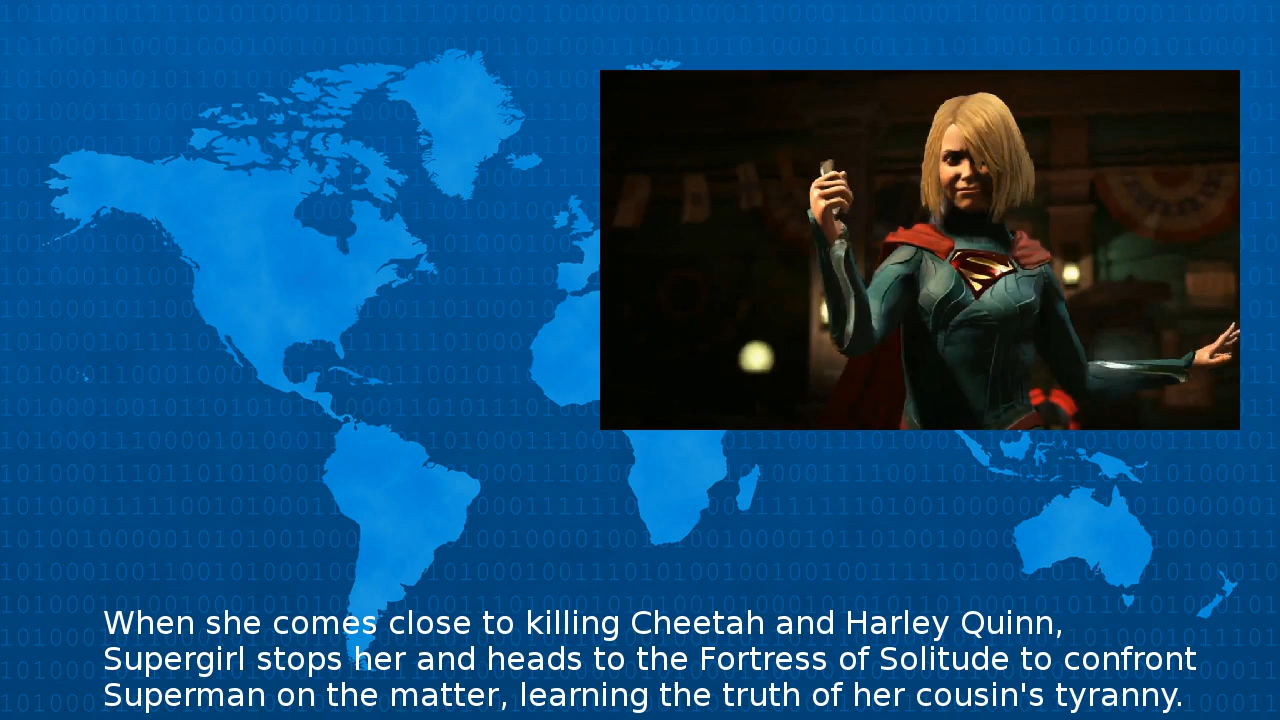 When she comes close to killing Cheetah and Harley Quinn,
Supergirl stops her and heads to the Fortress of Solitude to confront
Superman on the matter, learning the truth of her cousin's tyranny.